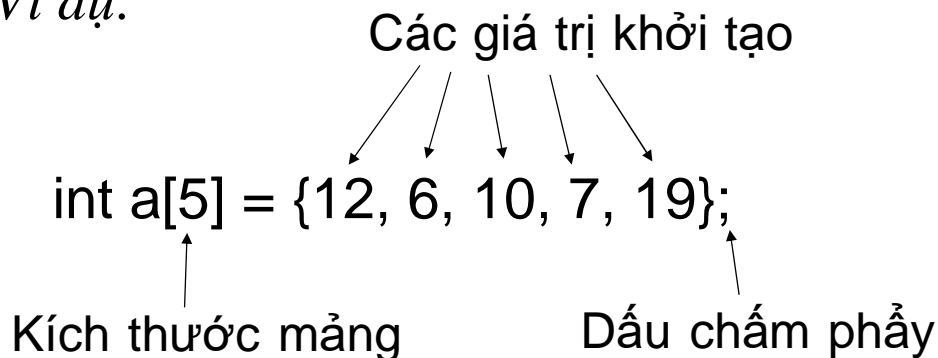 Ví dụ:
Các giá trị khởi tạo
int a[5] = {12, 6, 10, 7, 19};
Kích thước mảng
Dấu chấm phẩy